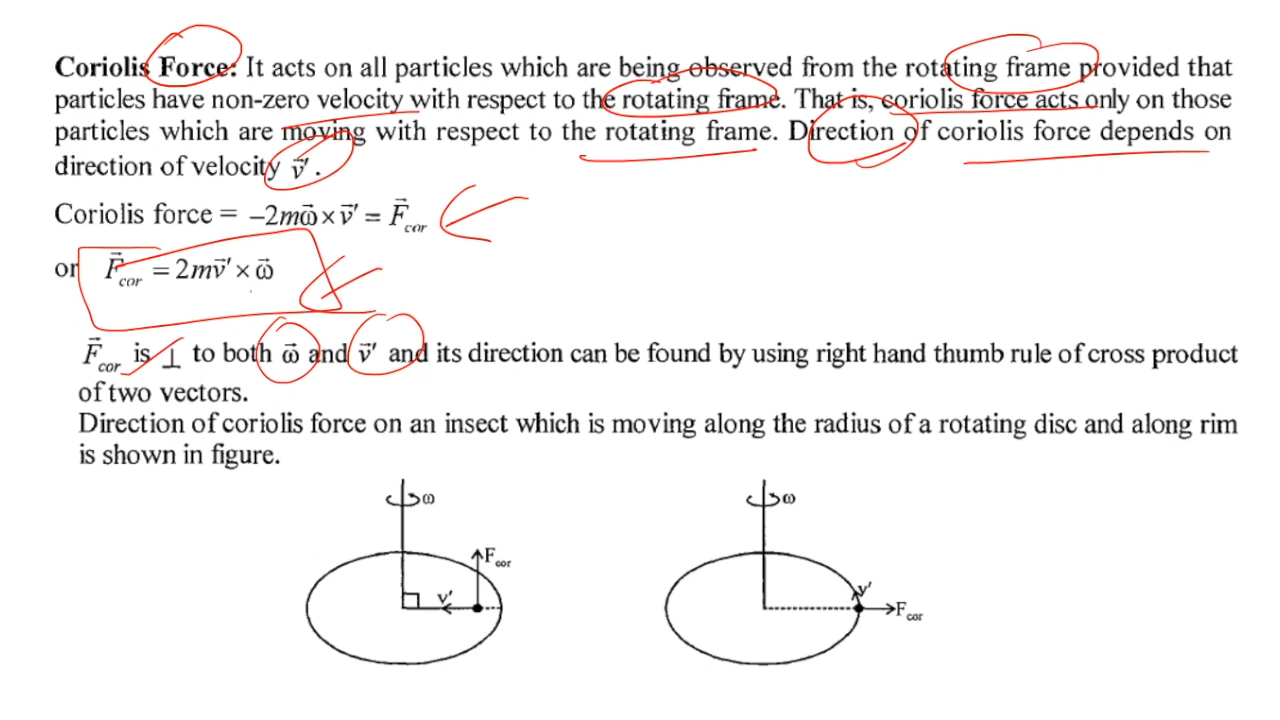 Coriolis Force: It acts on all particles which are being observed from the rotating frame provided that
particles have non-zero velocity with respect to the rotating frame. That is, coriolis force acts only on those
particles which are moving with respect to the rotating frame. Direction of coriolis force depends on
direction of velocity v⃗′.
Coriolis force = −2mω⃗ × v⃗′ = F⃗cor
or F⃗cor = 2mv⃗′ × ω⃗
F⃗cor is ⊥ to both ω⃗ and v⃗′ and its direction can be found by using right hand thumb rule of cross product
of two vectors.
Direction of coriolis force on an insect which is moving along the radius of a rotating disc and along rim
is shown in figure.
ω ω
Fcor
v′ v′
Fcor